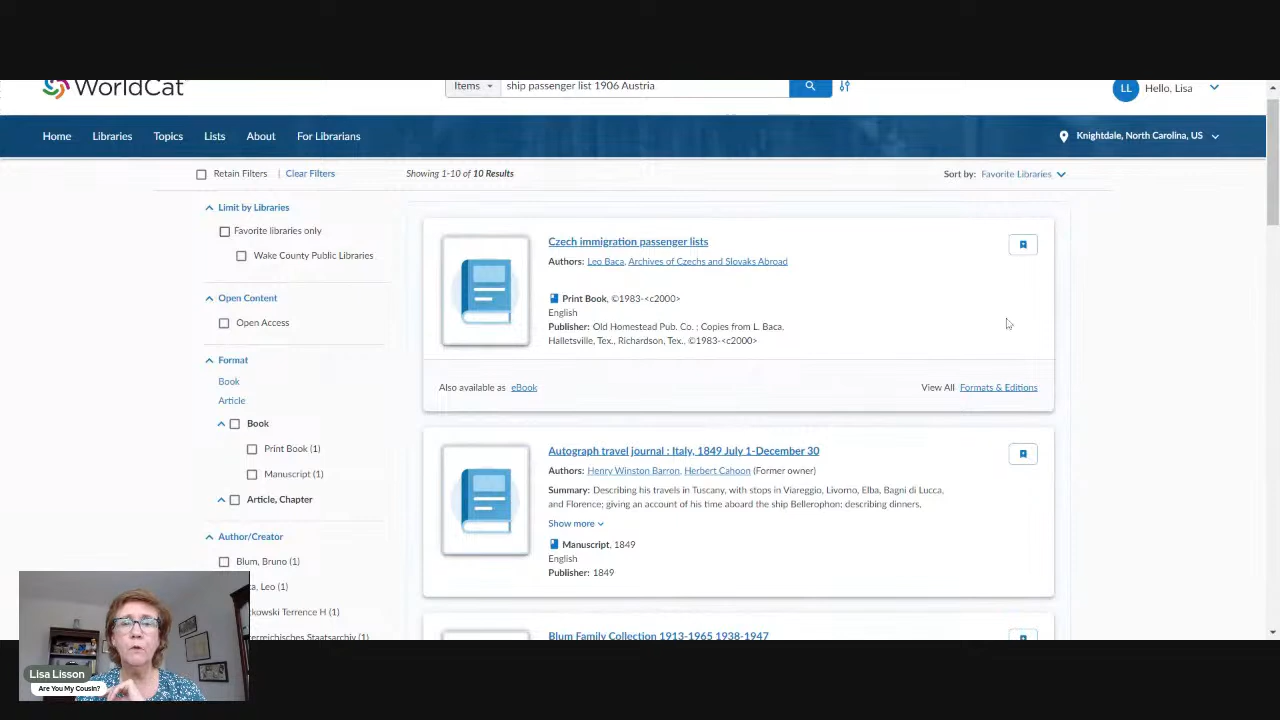 WorldCat
Items
ship passenger list 1906 Austria
LL
Hello, Lisa
Home
Libraries
Topics
Lists
About
For Librarians
Knightdale, North Carolina, US
Retain Filters
Clear Filters
Showing 1-10 of 10 Results
Sort by: Favorite Libraries
Limit by Libraries
Favorite libraries only
Wake County Public Libraries
Open Content
Open Access
Format
Book
Article
Book
Print Book (1)
Manuscript (1)
Article, Chapter
Author/Creator
Blum, Bruno (1)
Leo (1)
Terrence H (1)
Staatsarchiv (1)
Czech immigration passenger lists
Authors: Leo Baca, Archives of Czechs and Slovaks Abroad
Print Book, ©1983-<c2000>
English
Publisher: Old Homestead Pub. Co. ; Copies from L. Baca,
Halletsville, Tex., Richardson, Tex., ©1983-<c2000>
Also available as eBook
View All Formats & Editions
Autograph travel journal : Italy, 1849 July 1-December 30
Authors: Henry Winston Barron, Herbert Cahoon (Former owner)
Summary: Describing his travels in Tuscany, with stops in Viareggio, Livorno, Elba, Bagni di Lucca,
and Florence; giving an account of his time aboard the ship Bellerophon; describing dinners,
Show more
Manuscript, 1849
English
Publisher: 1849
Blum Family Collection 1913-1965 1938-1947
Lisa Lisson
Are You My Cousin?